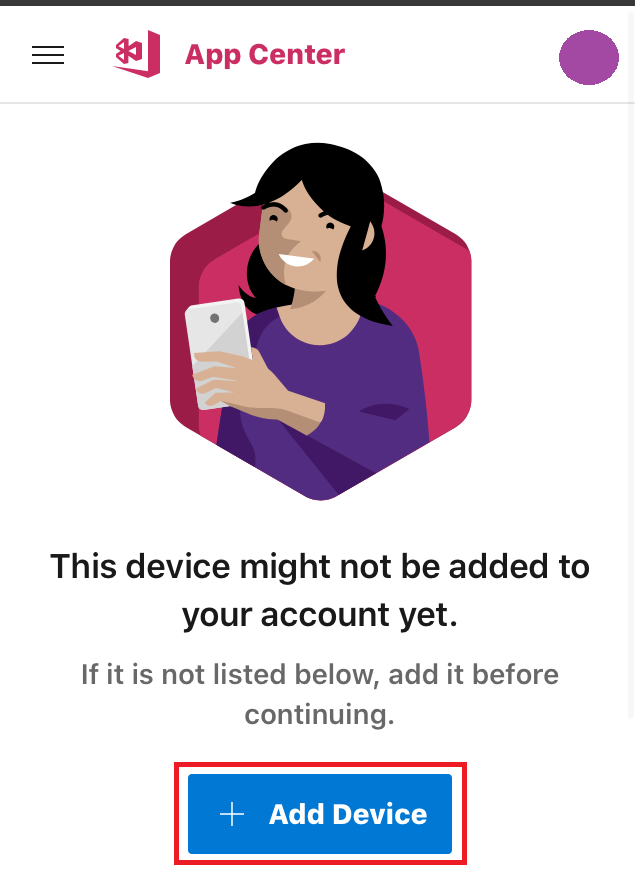 App Center
This device might not be added to
your account yet.
If it is not listed below, add it before
continuing.
Add Device